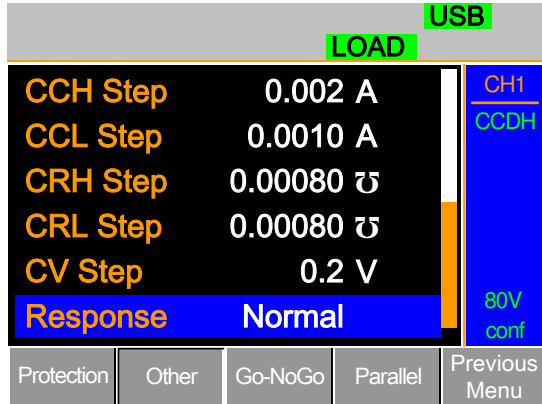 USB
LOAD
CCH Step 0.002 A
CCL Step 0.0010 A
CRH Step 0.00080 ℧
CRL Step 0.00080 ℧
CV Step 0.2 V
Response Normal
CH1
CCDH
80V
conf
Protection Other Go-NoGo Parallel Previous Menu